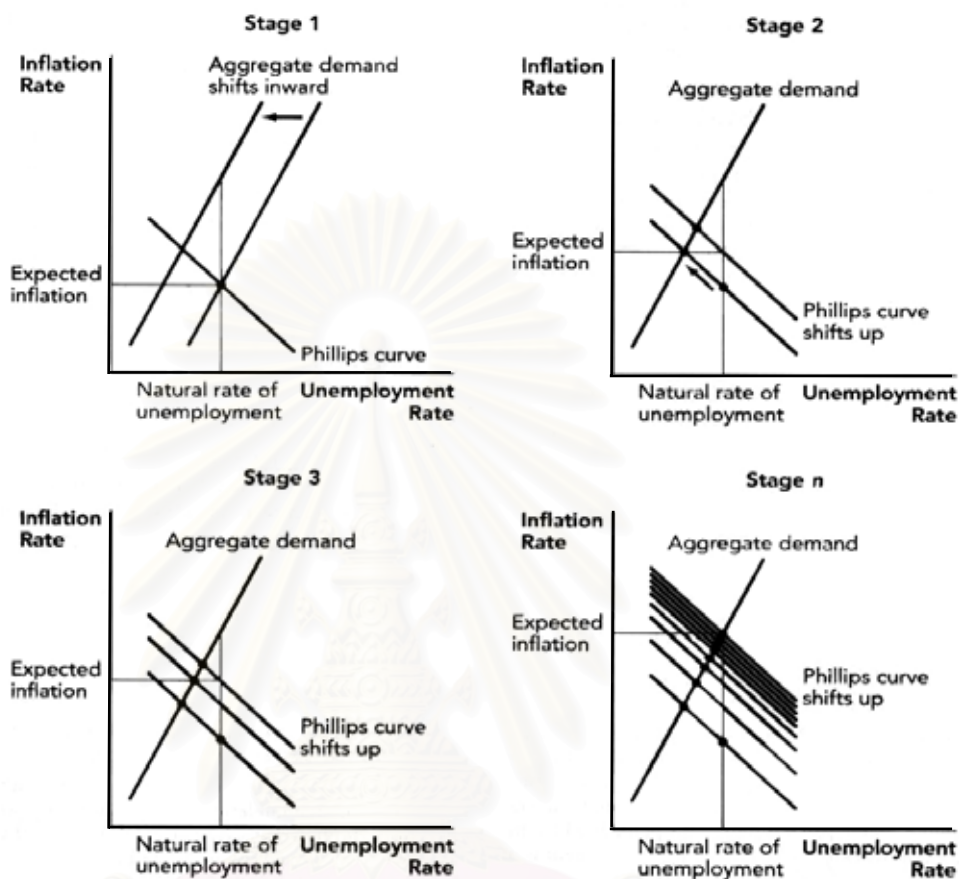 Stage 1
Inflation
Rate
Aggregate demand
shifts inward
Expected
inflation
Phillips curve
Natural rate of
unemployment
Unemployment
Rate
Stage 2
Inflation
Rate
Aggregate demand
Expected
inflation
Phillips curve
shifts up
Natural rate of
unemployment
Unemployment
Rate
Stage 3
Inflation
Rate
Aggregate demand
Expected
inflation
Phillips curve
shifts up
Natural rate of
unemployment
Unemployment
Rate
Stage n
Inflation
Rate
Aggregate demand
Expected
inflation
Phillips curve
shifts up
Natural rate of
unemployment
Unemployment
Rate